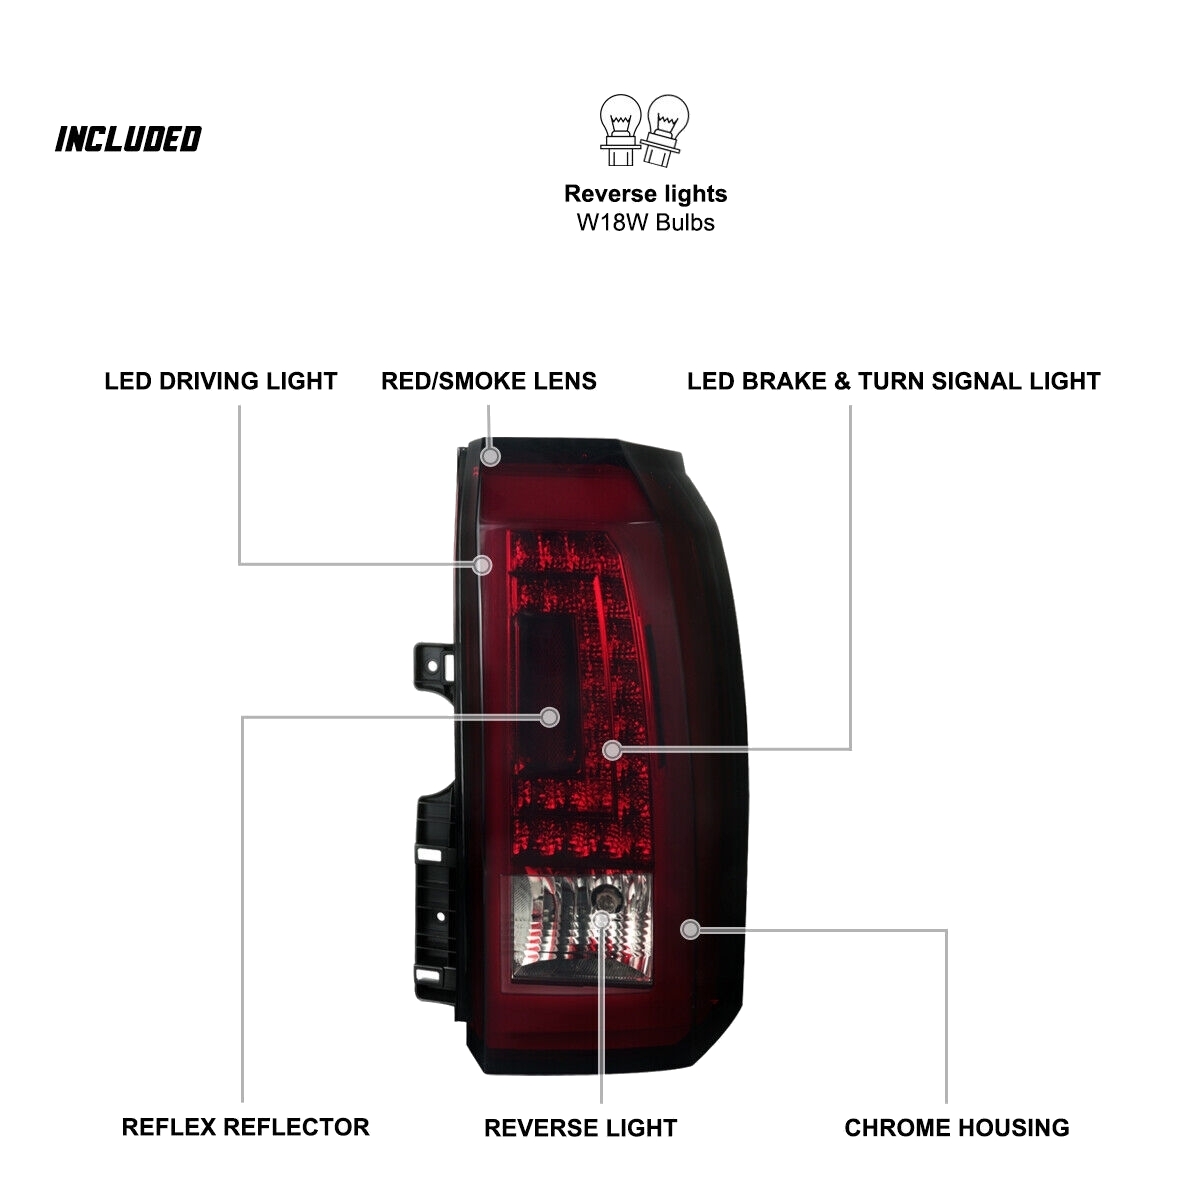 INCLUDED
Reverse lights
W18W Bulbs
LED DRIVING LIGHT
RED/SMOKE LENS
LED BRAKE & TURN SIGNAL LIGHT
REFLEX REFLECTOR
REVERSE LIGHT
CHROME HOUSING